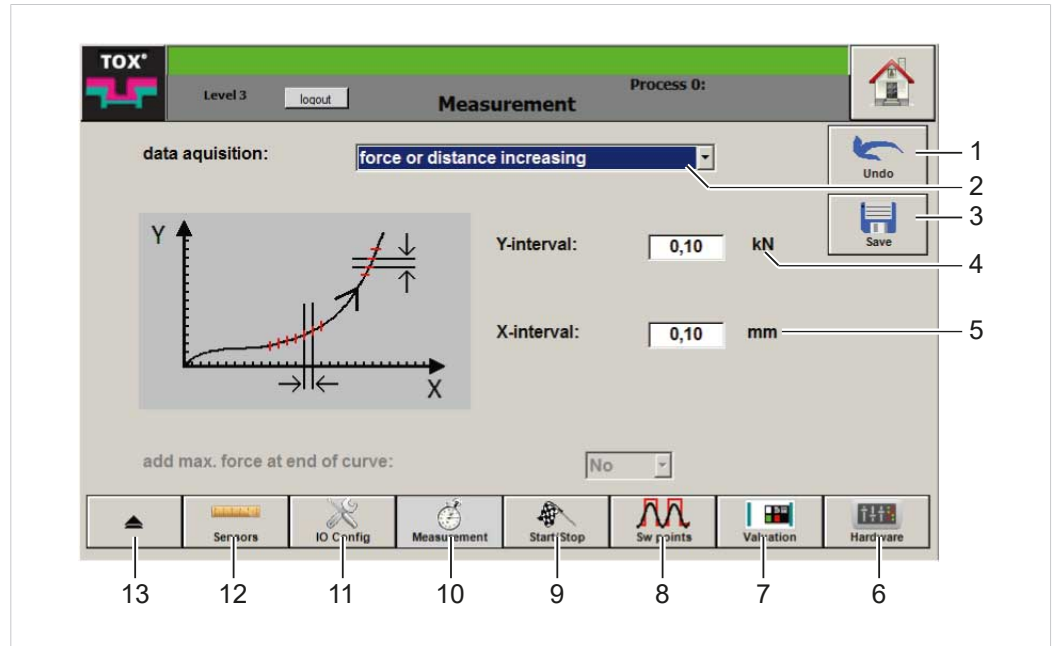 TOX®
Level 3 logout Measurement Process 0:
data aquisition: force or distance increasing
Undo 1
2
Save 3
Y
Y-interval: 0,10 kN
4
X-interval: 0,10 mm 5
X
add max. force at end of curve: No
Sensors IO Config Measurement Start/Stop Sw points Valuation Hardware
13 12 11 10 9 8 7 6